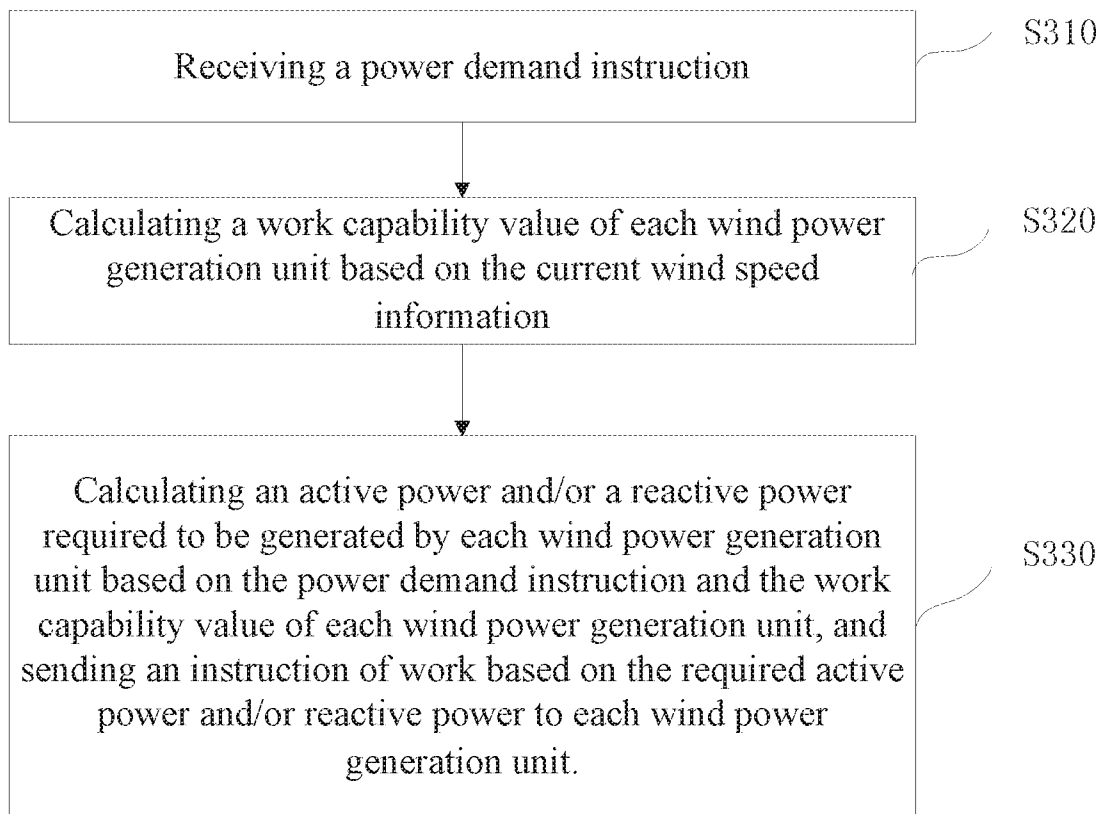 Receiving a power demand instruction
S310
Calculating a work capability value of each wind power
generation unit based on the current wind speed
information
S320
Calculating an active power and/or a reactive power
required to be generated by each wind power generation
unit based on the power demand instruction and the work
capability value of each wind power generation unit, and
sending an instruction of work based on the required active
power and/or reactive power to each wind power
generation unit.
S330